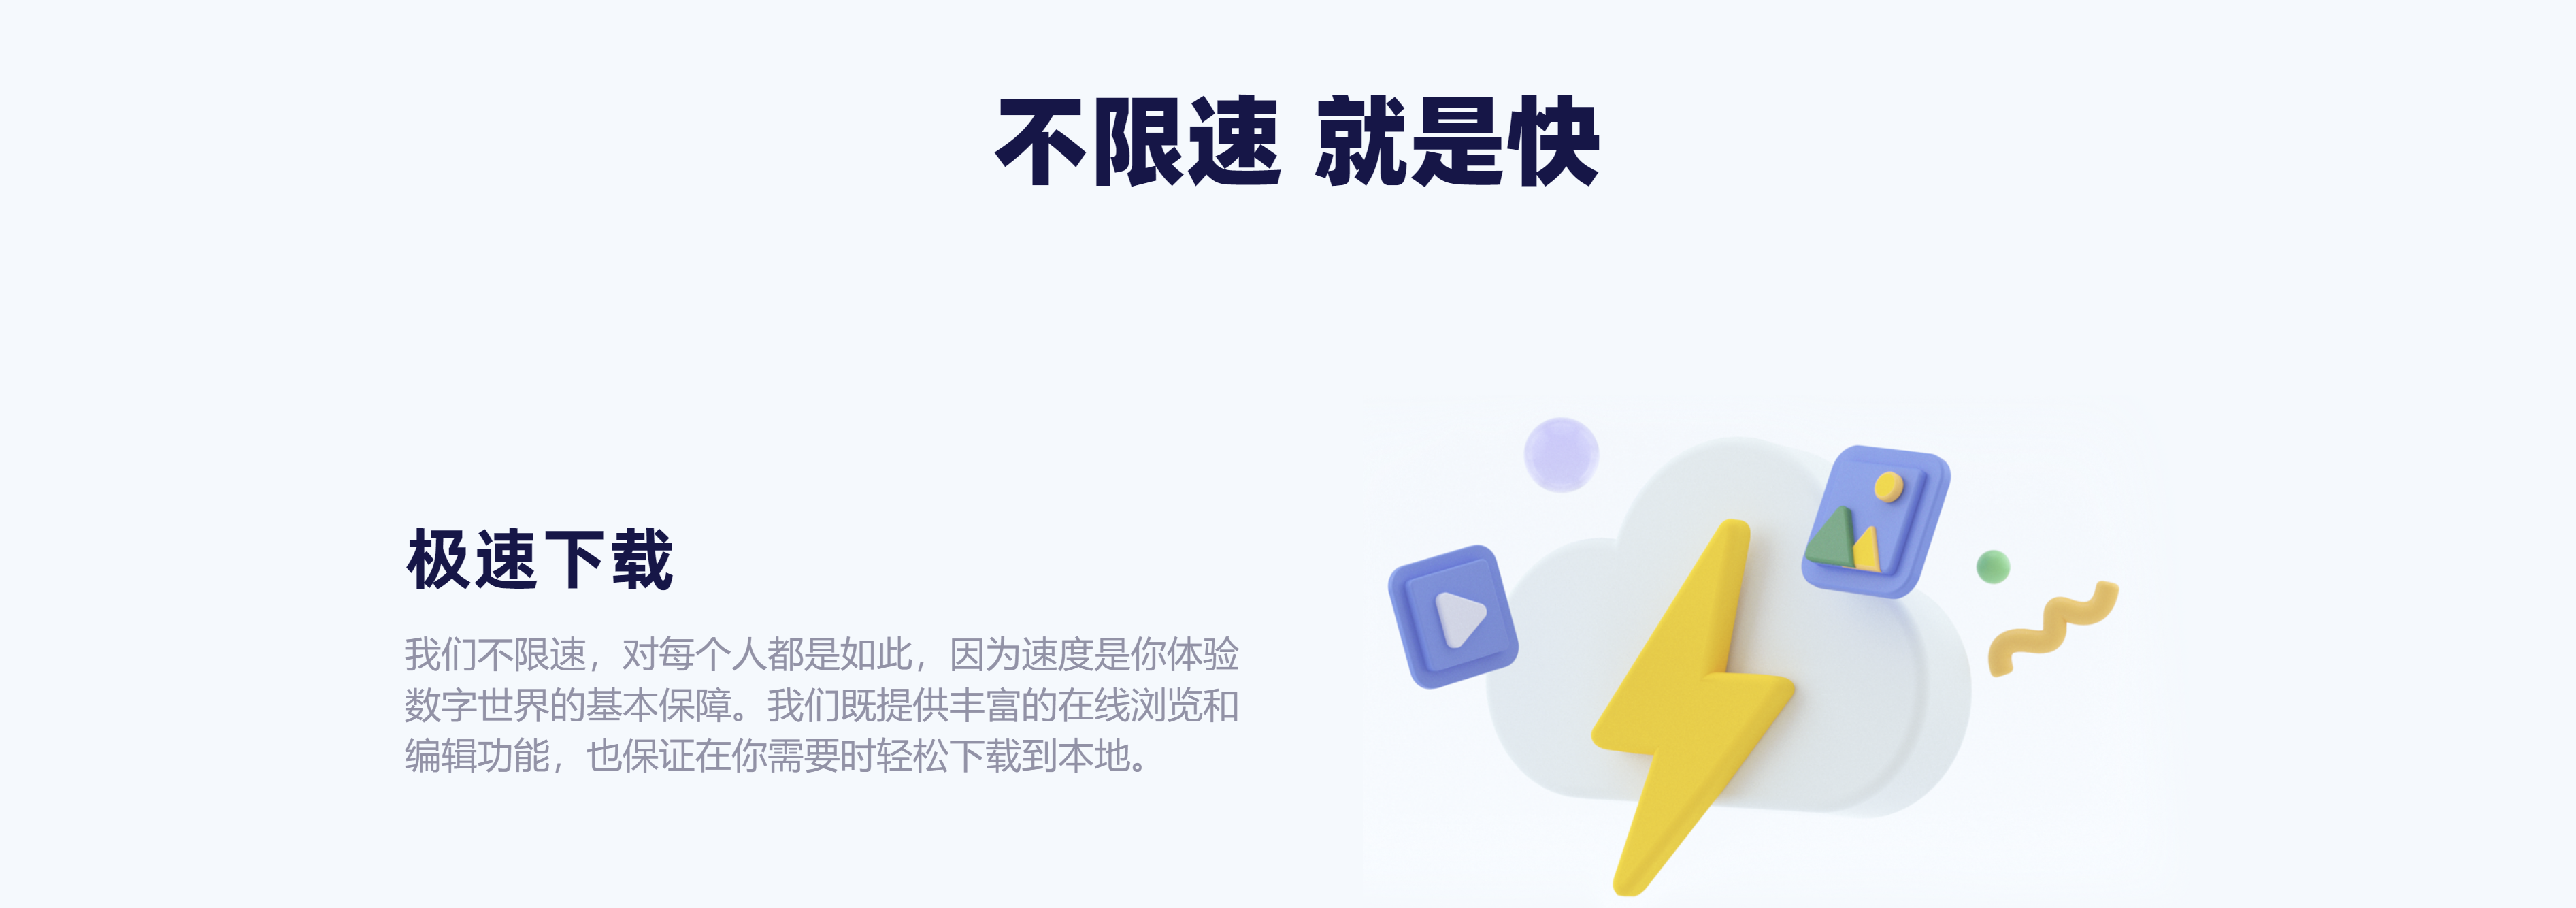 不限速 就是快
极速下载
我们不限速，对每个人都是如此，因为速度是你体验
数字世界的基本保障。我们既提供丰富的在线浏览和
编辑功能，也保证在你需要时轻松下载到本地。